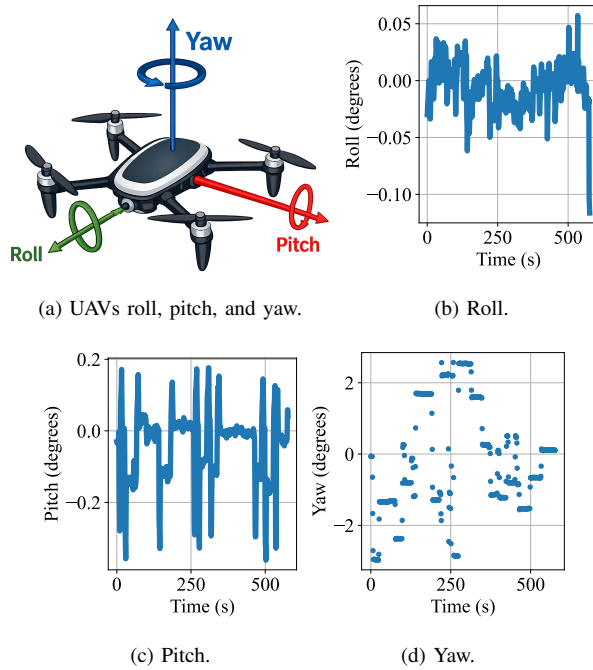 Yaw
Roll
Pitch
(a) UAVs roll, pitch, and yaw.
Roll (degrees)
0.05
0.00
−0.05
−0.10
0
250
500
Time (s)
(b) Roll.
Pitch (degrees)
0.2
0.0
−0.2
0
250
500
Time (s)
(c) Pitch.
Yaw (degrees)
2
0
−2
0
250
500
Time (s)
(d) Yaw.